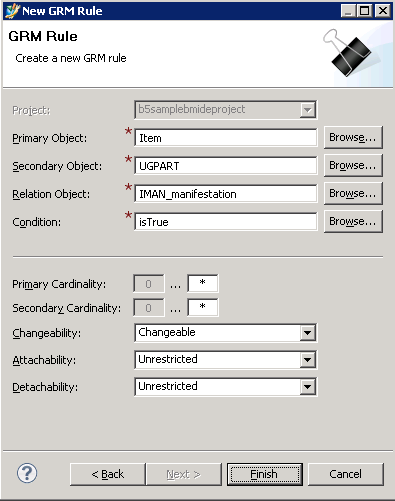 New GRM Rule
GRM Rule
Create a new GRM rule
Project: b5samplebmideproject
Primary Object: * Item Browse...
Secondary Object: * UGPART Browse...
Relation Object: * IMAN_manifestation Browse...
Condition: * isTrue Browse...
Primary Cardinality: 0 ... *
Secondary Cardinality: 0 ... *
Changeability: Changeable
Attachability: Unrestricted
Detachability: Unrestricted
? < Back Next > Finish Cancel